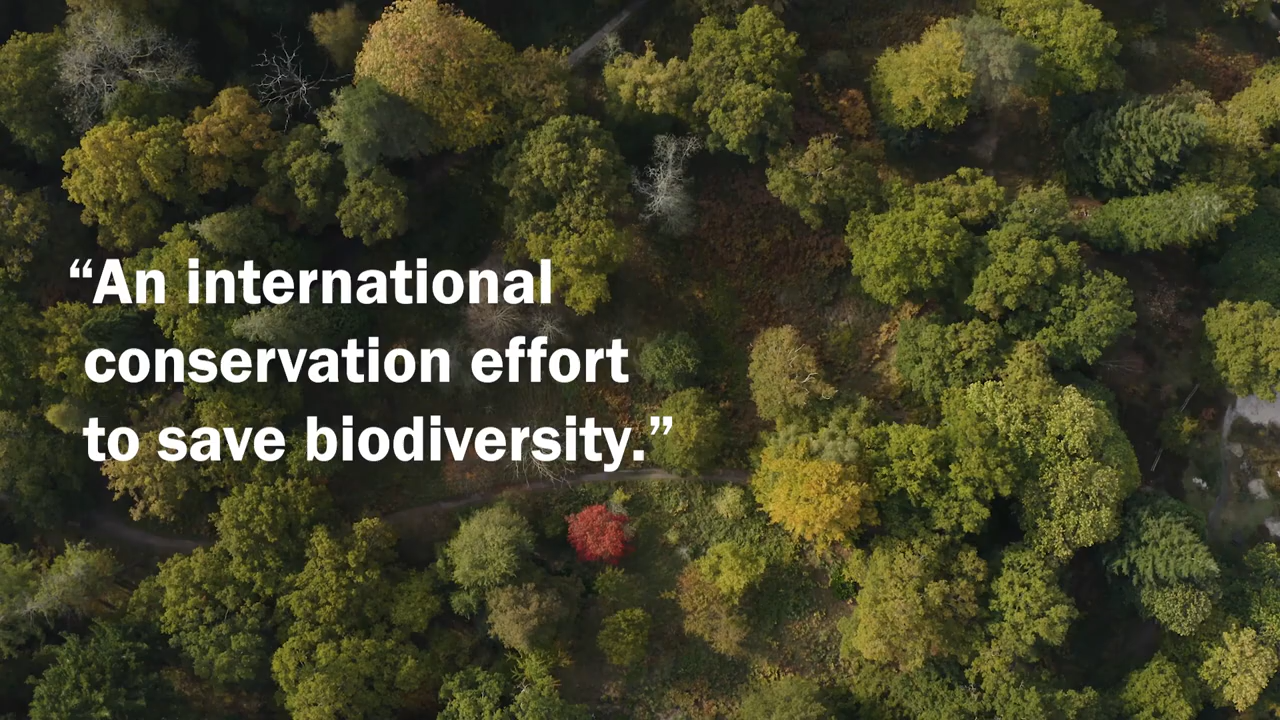 “An international
conservation effort
to save biodiversity.”